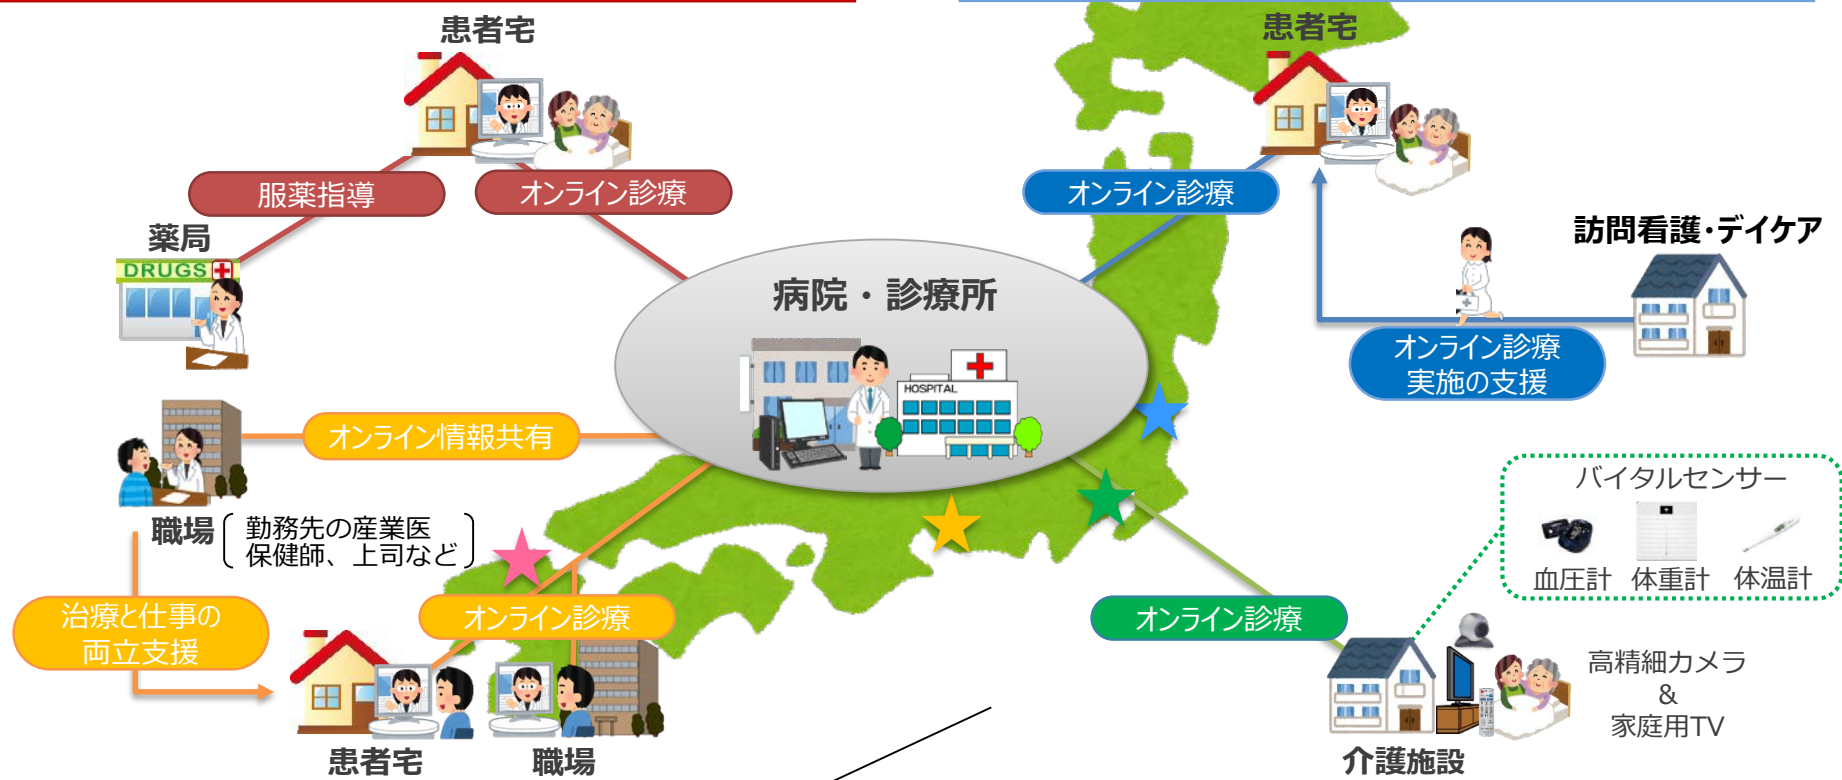 患者宅
患者宅
服薬指導
オンライン診療
オンライン診療
薬局
DRUGS
訪問看護・デイケア
病院・診療所
HOSPITAL
オンライン診療
実施の支援
オンライン情報共有
職場
勤務先の産業医
保健師、上司など
バイタルセンサー
血圧計 体重計 体温計
治療と仕事の
両立支援
オンライン診療
オンライン診療
高精細カメラ
&
家庭用TV
患者宅
職場
介護施設